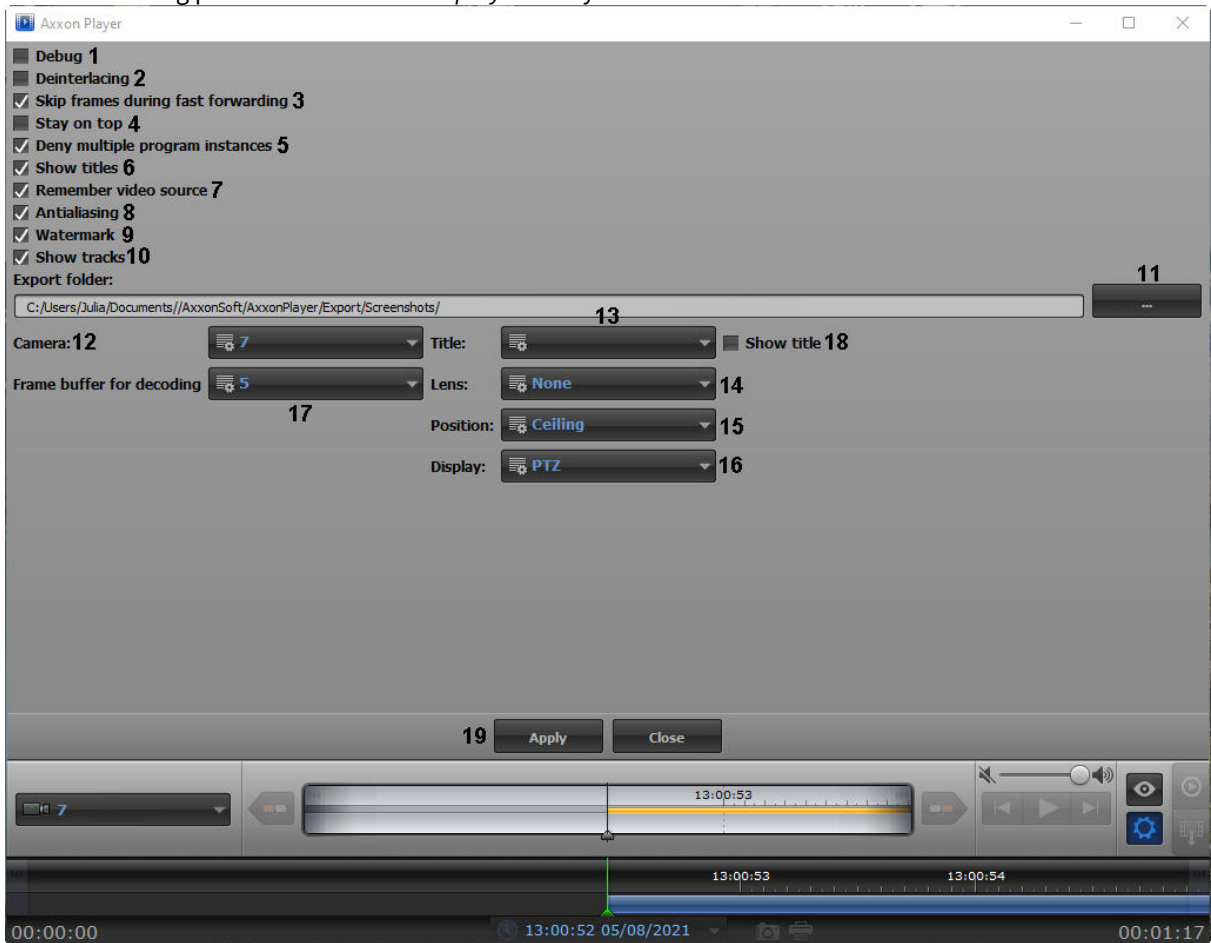 Axxon Player
Debug 1
Deinterlacing 2
Skip frames during fast forwarding 3
Stay on top 4
Deny multiple program instances 5
Show titles 6
Remember video source 7
Antialiasing 8
Watermark 9
Show tracks 10
Export folder:
11
C:/Users/Julia/Documents//AxxonSoft/AxxonPlayer/Export/Screenshots/
...
13
Camera: 12 7 Title: Show title 18
Frame buffer for decoding 5 Lens: None 14
17
Position: Ceiling 15
Display: PTZ 16
19 Apply Close
13:00:53
7
13:00:53 13:00:54
00:00:00 13:00:52 05/08/2021 00:01:17